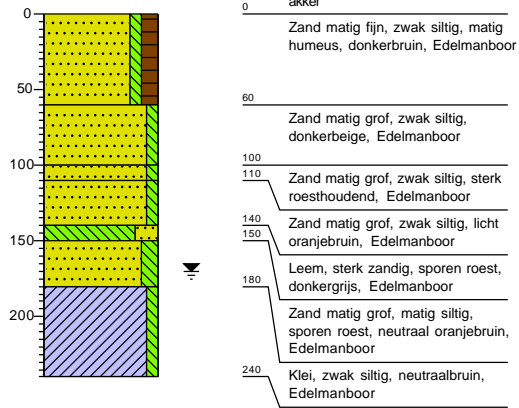 0
50
100
150
200
0
akker
Zand matig fijn, zwak siltig, matig
humeus, donkerbruin, Edelmanboor
60
Zand matig grof, zwak siltig,
donkerbeige, Edelmanboor
100
110
Zand matig grof, zwak siltig, sterk
roesthoudend, Edelmanboor
140
Zand matig grof, zwak siltig, licht
oranjebruin, Edelmanboor
150
Leem, sterk zandig, sporen roest,
donkergrijs, Edelmanboor
180
Zand matig grof, matig siltig,
sporen roest, neutraal oranjebruin,
Edelmanboor
240
Klei, zwak siltig, neutraalbruin,
Edelmanboor